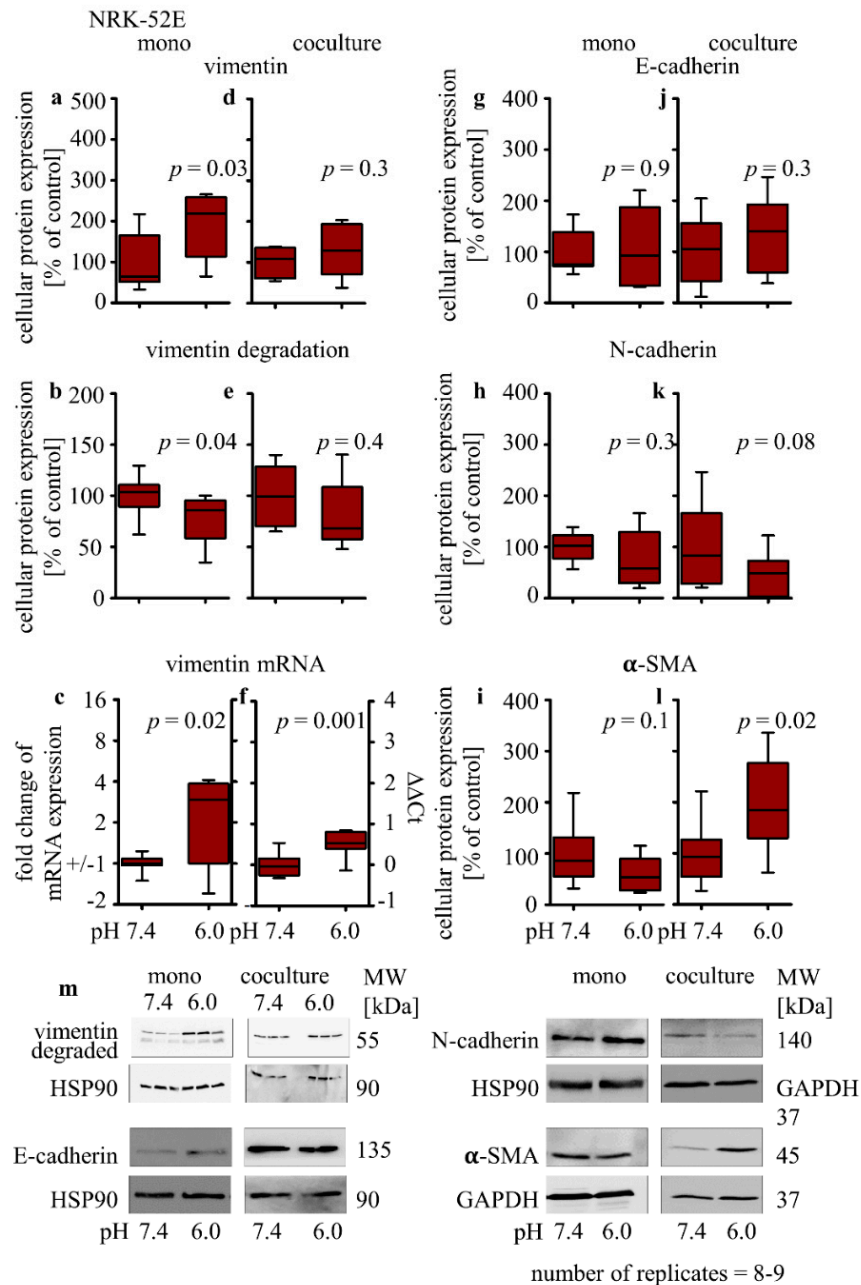 NRK-52E
mono coculture
vimentin
mono coculture
E-cadherin
a d
cellular protein expression
[% of control]
500
400
300
200
100
0
p = 0.03 p = 0.3
g j
cellular protein expression
[% of control]
400
300
200
100
0
p = 0.9 p = 0.3
vimentin degradation
b e
cellular protein expression
[% of control]
200
150
100
50
0
p = 0.04 p = 0.4
N-cadherin
h k
cellular protein expression
[% of control]
400
300
200
100
0
p = 0.3 p = 0.08
vimentin mRNA
c f
fold change of
mRNA expression
16
8
4
2
+/-1
-2
p = 0.02 p = 0.001
4
3
2
1
0
-1
ΔΔCt
pH 7.4 6.0 pH 7.4 6.0
α-SMA
i l
cellular protein expression
[% of control]
400
300
200
100
0
p = 0.1 p = 0.02
pH 7.4 6.0 7.4 6.0
m
mono coculture MW
7.4 6.0 7.4 6.0 [kDa]
vimentin
degraded 55
HSP90 90
E-cadherin 135
HSP90 90
pH 7.4 6.0 7.4 6.0
mono coculture MW
[kDa]
N-cadherin 140
HSP90 GAPDH
37
α-SMA 45
GAPDH 37
pH 7.4 6.0 7.4 6.0
number of replicates = 8-9